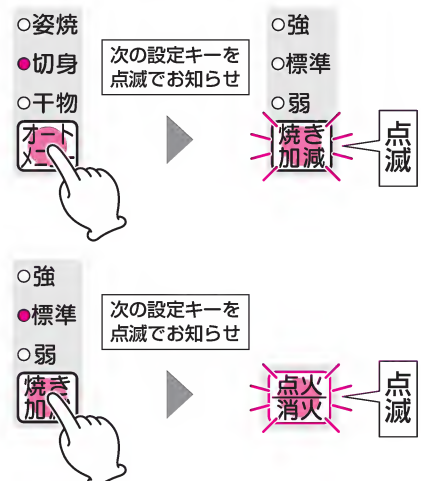 ○姿焼
●切身
○干物
オート
メニュー
次の設定キーを
点滅でお知らせ
○強
○標準
○弱
焼き
加減
点滅
○強
●標準
○弱
焼き
加減
次の設定キーを
点滅でお知らせ
点火
消火
点滅